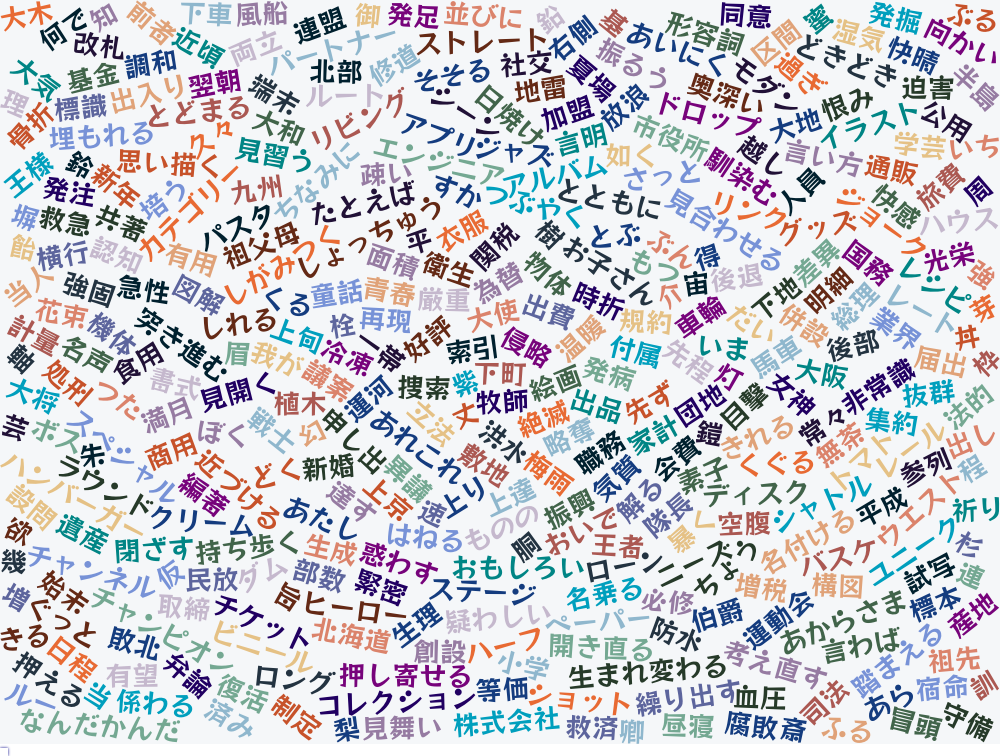 大木
何で
知
前者
下車
風船
連盟
御
発足
並びに
鉛
基
右側
形容詞
同意
蜜
湿気
発掘
ぶる
向かい
改札
近頃
両立
パートナー
ストレート
あいにく
区間
どきどき
快晴
半島
大気
基金
調和
翌朝
北部
修道
そそる
社交
振るう
夏場
モダン
過ぎ
迫害
理
標識
出入り
端末
ルート
地雷
加盟
放浪
奥深い
恨み
公用
骨折
とどまる
大和
リビング
ジーンズ
日焼け
ドロップ
大地
イラスト
埋もれる
久々
見習う
アプリ
ジャズ
言明
市役所
越し
学芸
いち
王様
鈴
思い描く
エンジニア
如く
馴染む
言い方
通販
発注
新年
培う
カテゴリー
九州
ちなみに
疎い
アルバム
さっと
人員
旅費
周
堀
救急
共著
パスタ
たとえば
すか
つぶやく
とともに
見合わせる
リング
グッズ
ジョーク
快感
ハウス
飴
横行
認知
有用
祖父母
しがみつく
しょっちゅう
平
衣服
関税
樹
とぶ
ぶん
得
国務
光栄
面積
衛生
お子さん
もつ
宙
後退
差異
強
当人
強固
急性
図解
くる
童話
青春
厳重
為替
物体
時折
介
下地
明細
レシピ
芽
花束
機体
突き進む
しれる
上旬
栓
再現
大使
出費
規約
車輪
だい
併設
総理
レート
業界
丼
計量
名声
食用
眉
我が
冷凍
一帯
好評
索引
侵略
温暖
付属
先程
いま
馬車
後部
届出
枠
軸
処刑
つた
書式
見開く
議案
下町
絵画
発病
灯
女神
大阪
大将
満月
植木
運河
捜索
紫
牧師
出品
先ず
団地
目撃
非常識
抜群
法的
芸
ボス
スペシャル
ぼく
戦士
幻
申し出
あれこれ
立法
丈
絶滅
略奪
家計
鎧
きれる
常々
集約
朱
商用
近づける
どく
新婚
異議
敷地
洪水
梅雨
職務
会費
くぐる
無茶
トマト
レール
出し
ハンバーガー
ラウンド
編著
達す
上京
速
上り
上達
気質
素子
ディスク
シャトル
参列
程
設問
クリーム
あたし
はねる
ものの
振興
解る
隊長
平成
ウエスト
祈り
欲
遺産
閉ざす
持ち歩く
生成
惑わす
胴
おいで
王者
暴く
空腹
名付ける
バスケ
ユニーク
杉
幾
チャンネル
仮
民放
ダム
部数
緊密
おもしろい
ローン
ニーズ
ちょう
増税
構図
試写
連
増
始末
チャンピオン
取締
チケット
旨
ヒーロー
ステージ
名乗る
必修
伯爵
運動会
あからさま
標本
産地
ぐっと
ビニール
北海道
生理
疑わしい
ペーパー
防水
言わば
きる
日程
敗北
弁論
創設
ハーフ
開き直る
考え直す
踏まえる
祖先
押える
有望
復活
ロング
押し寄せる
小学
生まれ変わる
宿命
訓
ルー
当
係わる
済み
制定
コレクション
等価
ショット
繰り出す
血圧
司法
あら
守備
なんだかんだ
梨
見舞い
株式会社
救済
卿
昼寝
腐敗
斎
ふる
冒頭